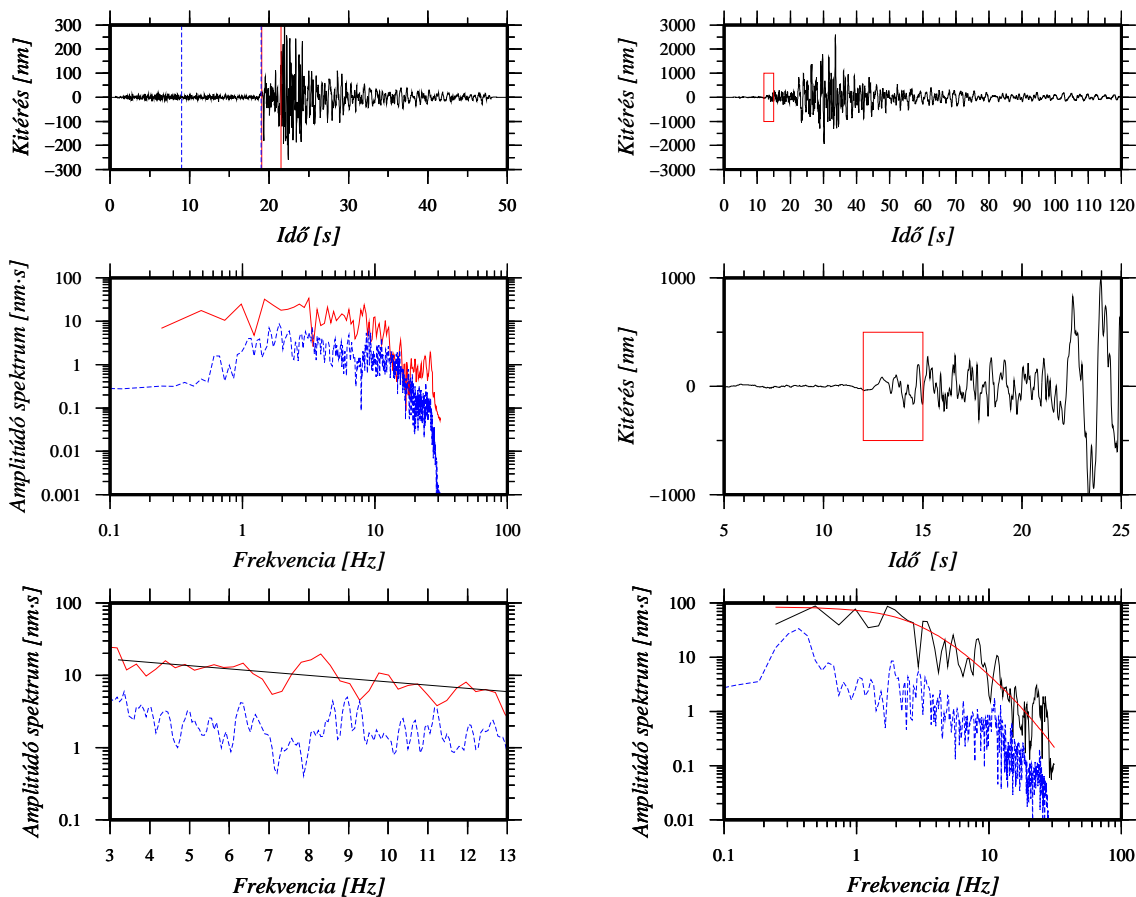 300
200
100
0
−100
−200
−300
Kitérés [nm]
0 10 20 30 40 50
Idő [s]
3000
2000
1000
0
−1000
−2000
−3000
Kitérés [nm]
0 10 20 30 40 50 60 70 80 90 100 110 120
Idő [s]
100
10
1
0.1
0.01
0.001
Amplitúdó spektrum [nm·s]
0.1 1 10 100
Frekvencia [Hz]
1000
0
−1000
Kitérés [nm]
5 10 15 20 25
Idő [s]
100
10
1
0.1
Amplitúdó spektrum [nm·s]
3 4 5 6 7 8 9 10 11 12 13
Frekvencia [Hz]
100
10
1
0.1
0.01
Amplitúdó spektrum [nm·s]
0.1 1 10 100
Frekvencia [Hz]